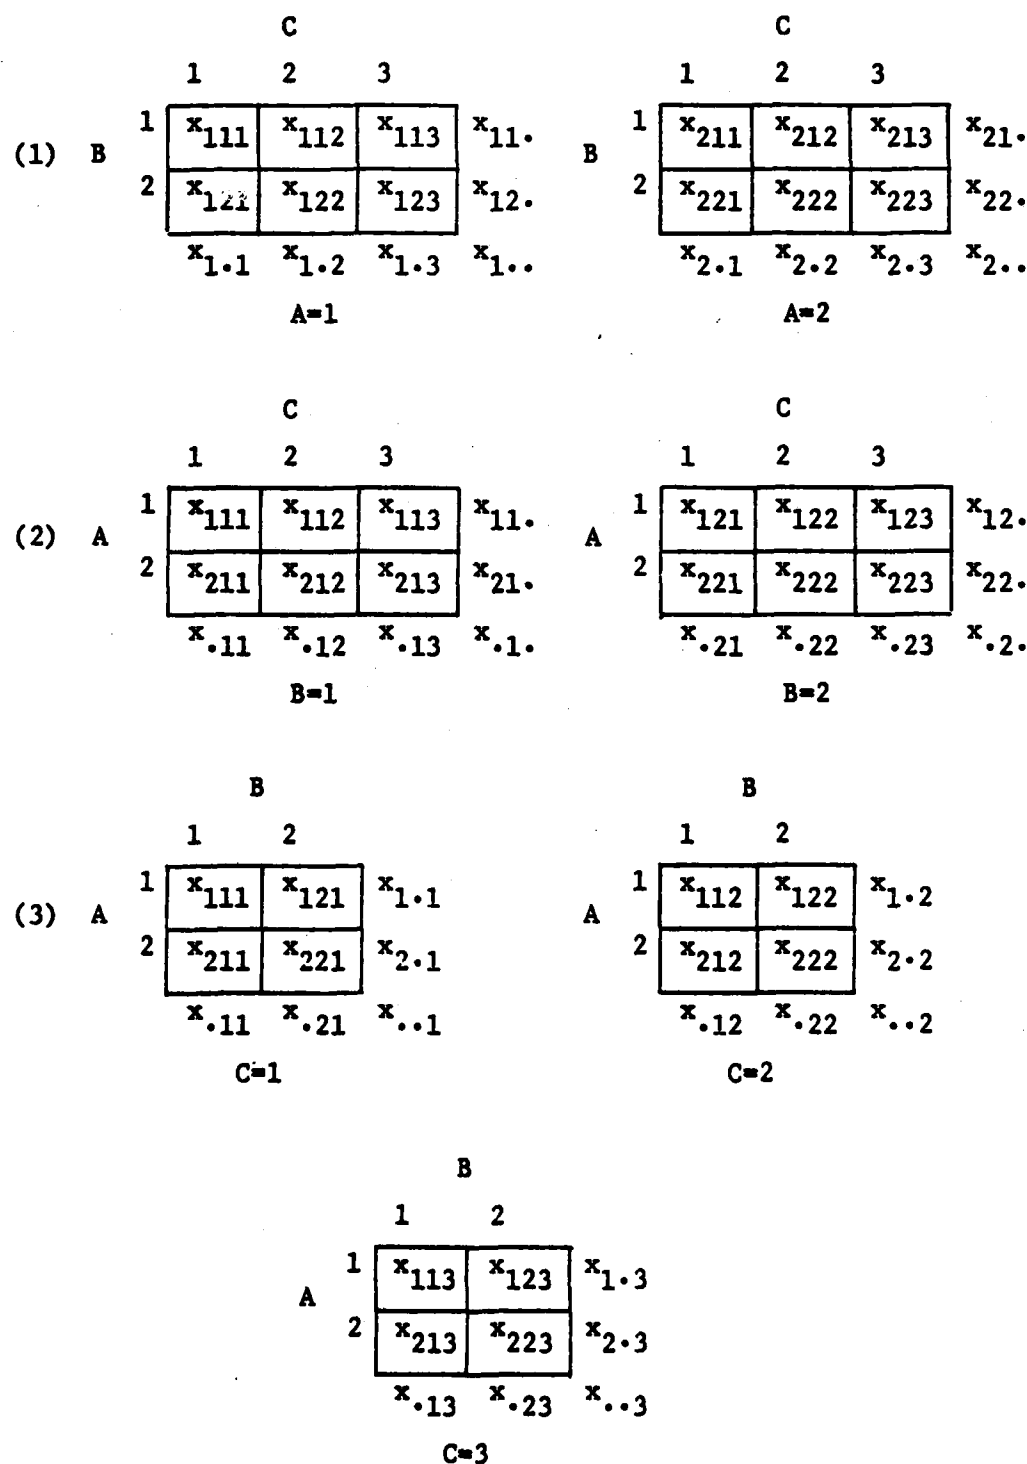 C C
1 2 3 1 2 3
1 x111 x112 x113 x11. 1 x211 x212 x213 x21.
(1) B B
2 x121 x122 x123 x12. 2 x221 x222 x223 x22.
x1.1 x1.2 x1.3 x1.. x2.1 x2.2 x2.3 x2..
A=1 A=2
C C
1 2 3 1 2 3
1 x111 x112 x113 x11. 1 x121 x122 x123 x12.
(2) A A
2 x211 x212 x213 x21. 2 x221 x222 x223 x22.
x.11 x.12 x.13 x.1. x.21 x.22 x.23 x.2.
B=1 B=2
B B
1 2 1 2
1 x111 x121 x1.1 1 x112 x122 x1.2
(3) A A
2 x211 x221 x2.1 2 x212 x222 x2.2
x.11 x.21 x..1 x.12 x.22 x..2
C=1 C=2
B
1 2
1 x113 x123 x1.3
A
2 x213 x223 x2.3
x.13 x.23 x..3
C=3